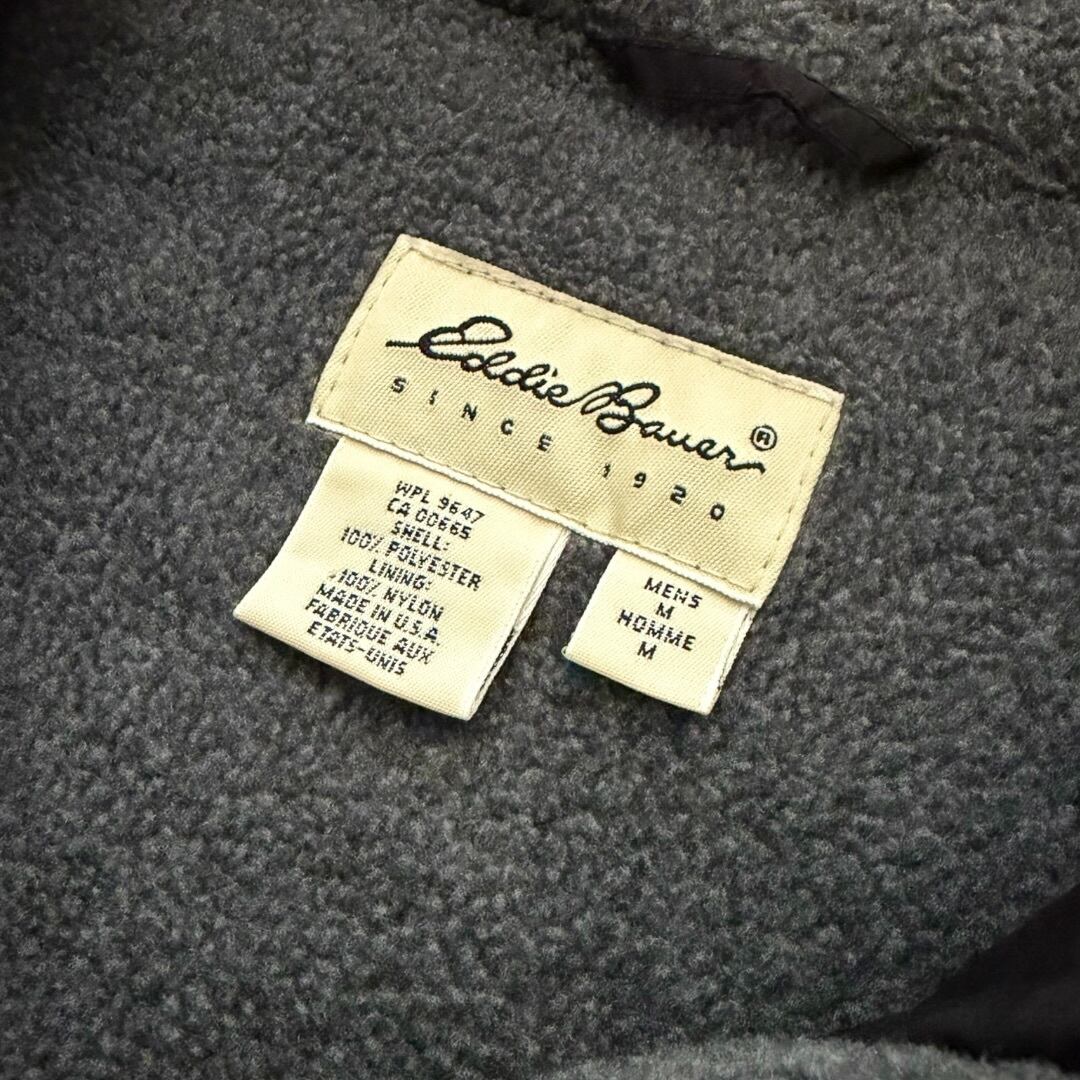 Eddie Bauer®
SINCE 1920
WPL 9647
CA 00665
SHELL:
100% POLYESTER
LINING:
100% NYLON
MADE IN U.S.A.
FABRIQUE AUX
ETATS-UNIS
MENS
M
HOMME
M